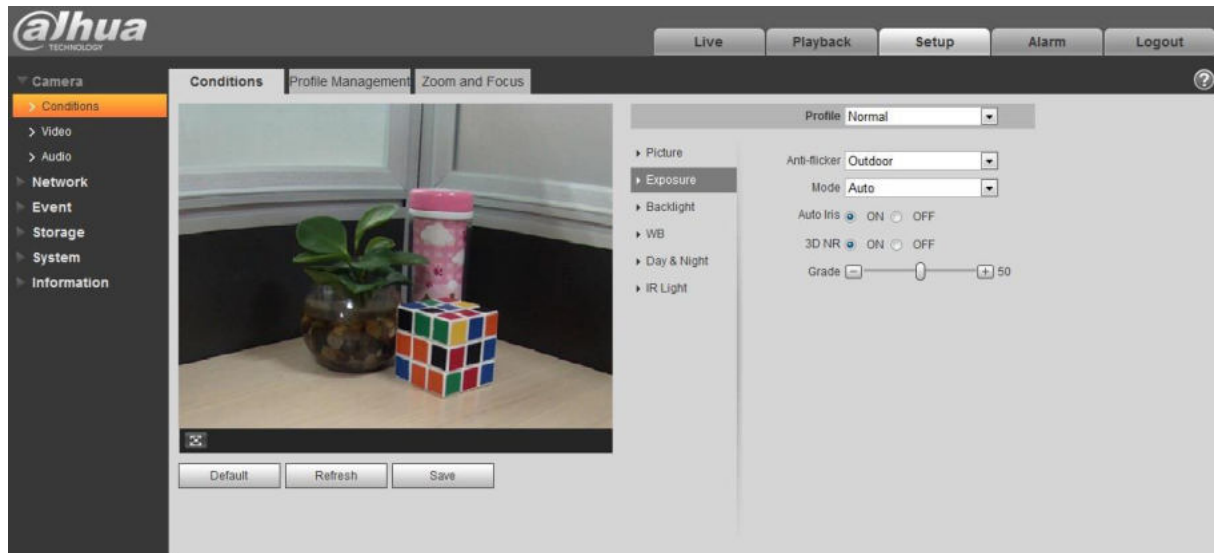 alhua
TECHNOLOGY
Live
Playback
Setup
Alarm
Logout
Camera
Conditions
Video
Audio
Network
Event
Storage
System
Information
Conditions
Profile Management
Zoom and Focus
?
Profile Normal
Picture
Exposure
Backlight
WB
Day & Night
IR Light
Anti-flicker Outdoor
Mode Auto
Auto Iris ON OFF
3D NR ON OFF
Grade 50
Default
Refresh
Save